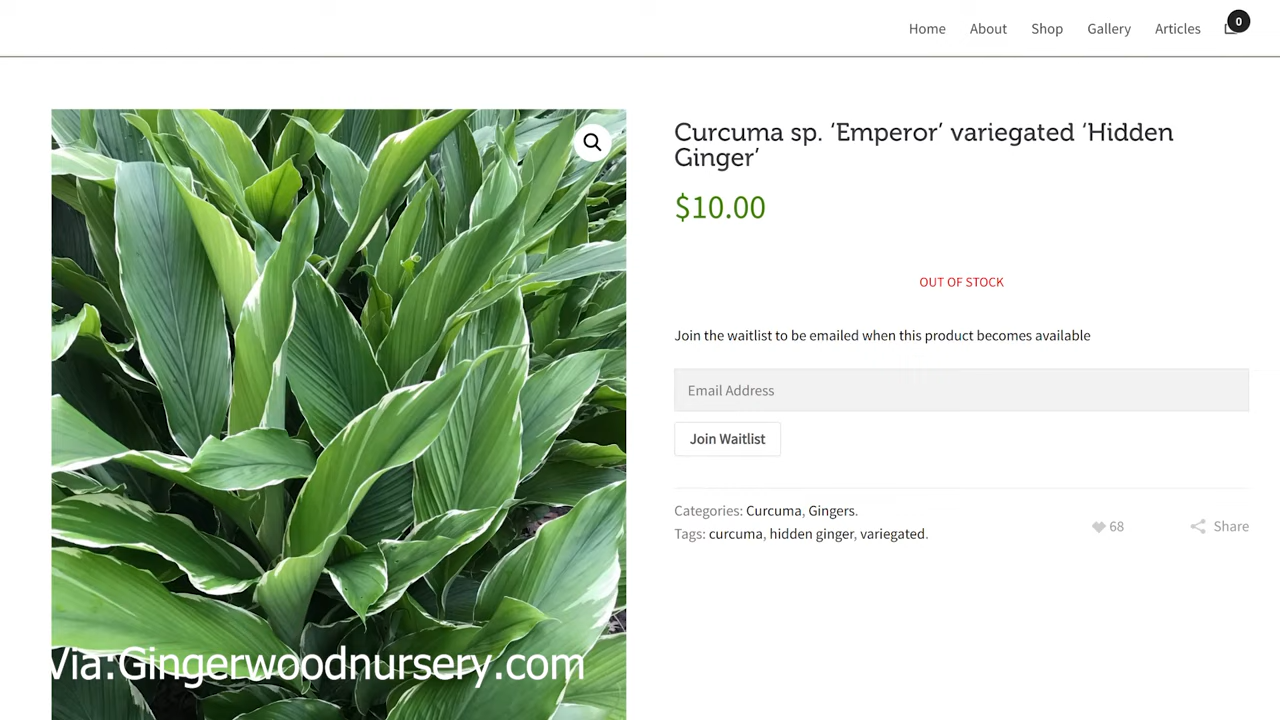 Home About Shop Gallery Articles 0
Curcuma sp. ‘Emperor’ variegated ‘Hidden
Ginger’
$10.00
OUT OF STOCK
Join the waitlist to be emailed when this product becomes available
Email Address
Join Waitlist
Categories: Curcuma, Gingers.
Tags: curcuma, hidden ginger, variegated.
68 Share
Via:Gingerwoodnursery.com